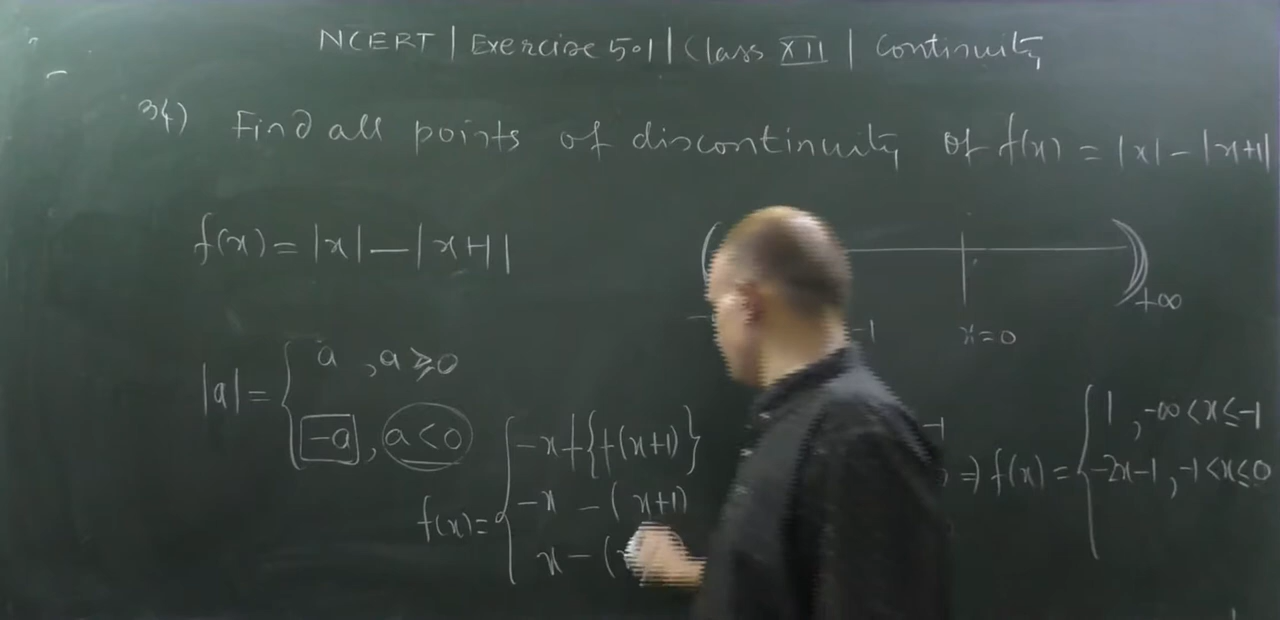 NCERT | Exercise 5.1 | Class XII | Continuity
34) Find all points of discontinuity of f(x) = |x| - |x+1|
f(x) = |x| - |x+1|
+∞
-1
x=0
|a| = { a , a ≥ 0
-a , a < 0
f(x) = { -x + {+(x+1)}
-x - (x+1)
x - (
-1
⇒ f(x) = { 1 , -∞ < x ≤ -1
-2x-1 , -1 < x ≤ 0